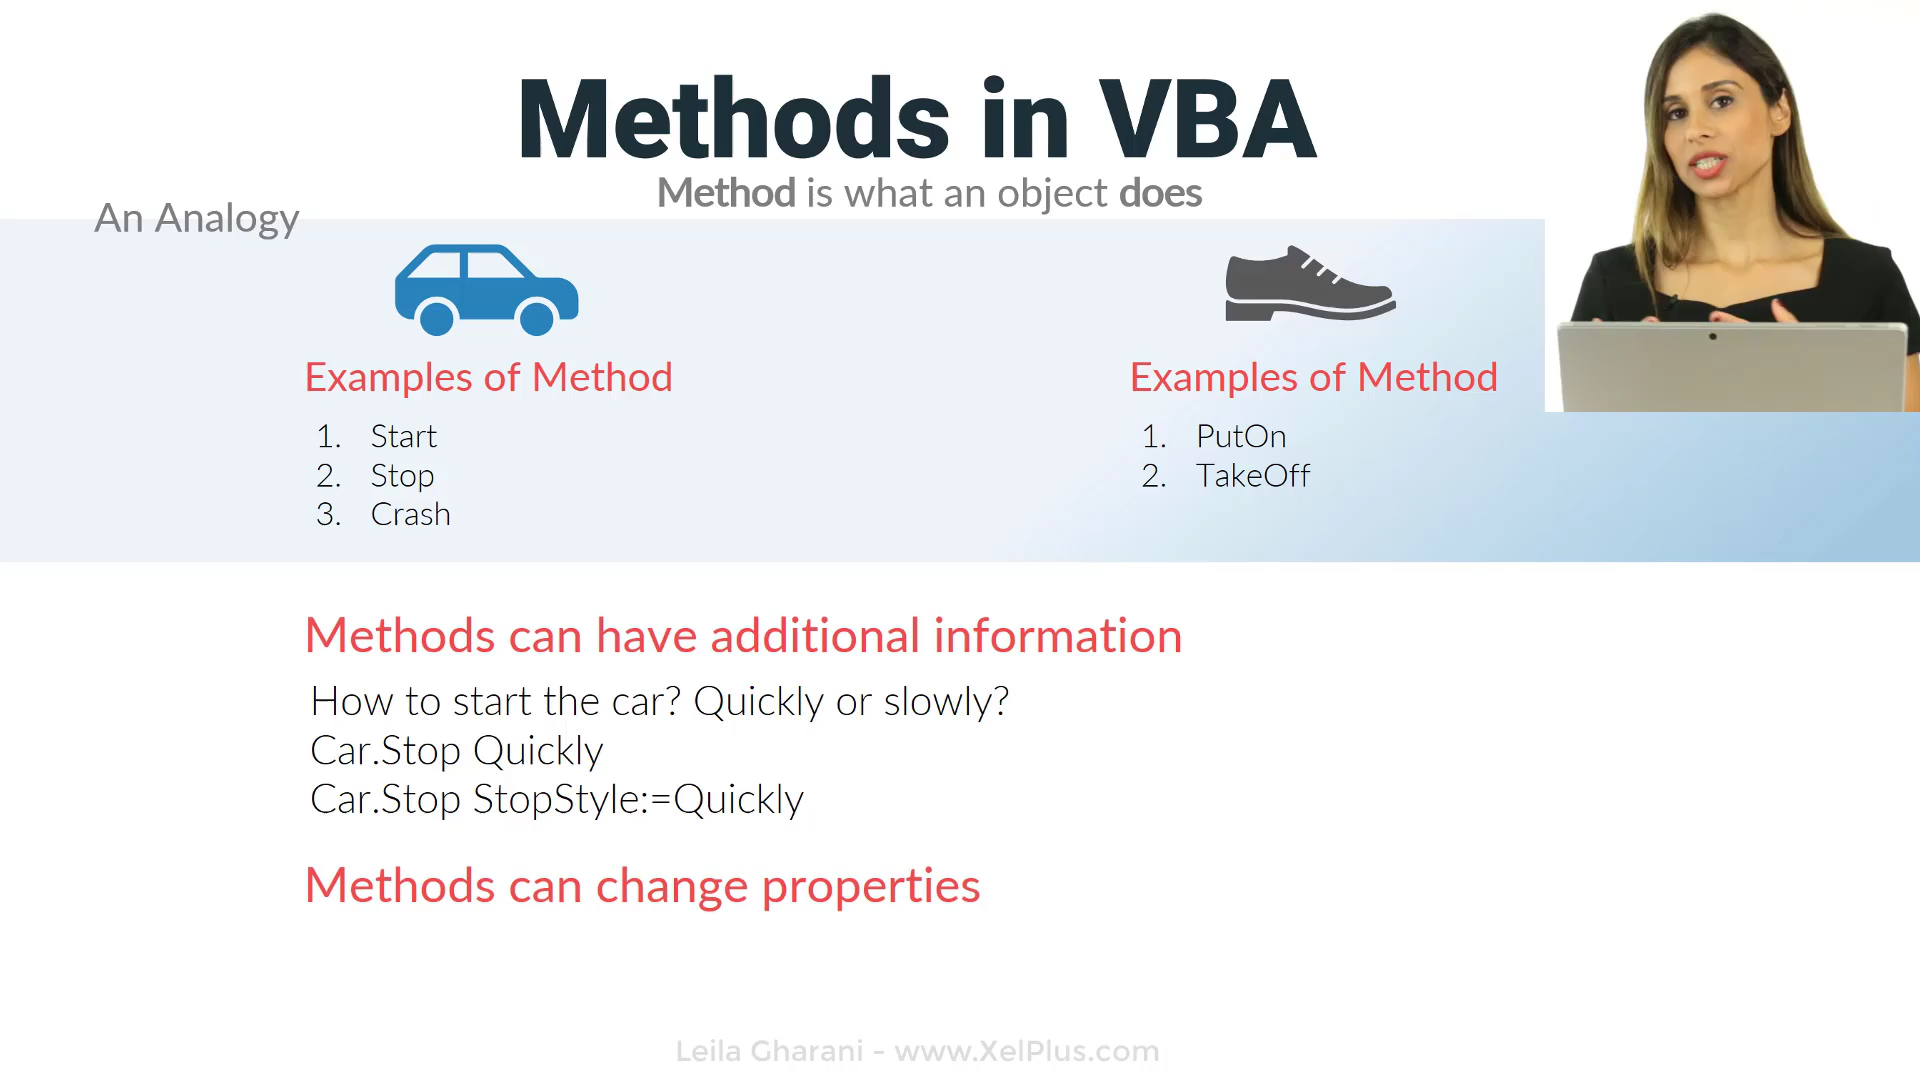 Methods in VBA
Method is what an object does
An Analogy
Examples of Method
1. Start
2. Stop
3. Crash
Examples of Method
1. PutOn
2. TakeOff
Methods can have additional information
How to start the car? Quickly or slowly?
Car.Stop Quickly
Car.Stop StopStyle:=Quickly
Methods can change properties
Leila Gharani - www.XelPlus.com